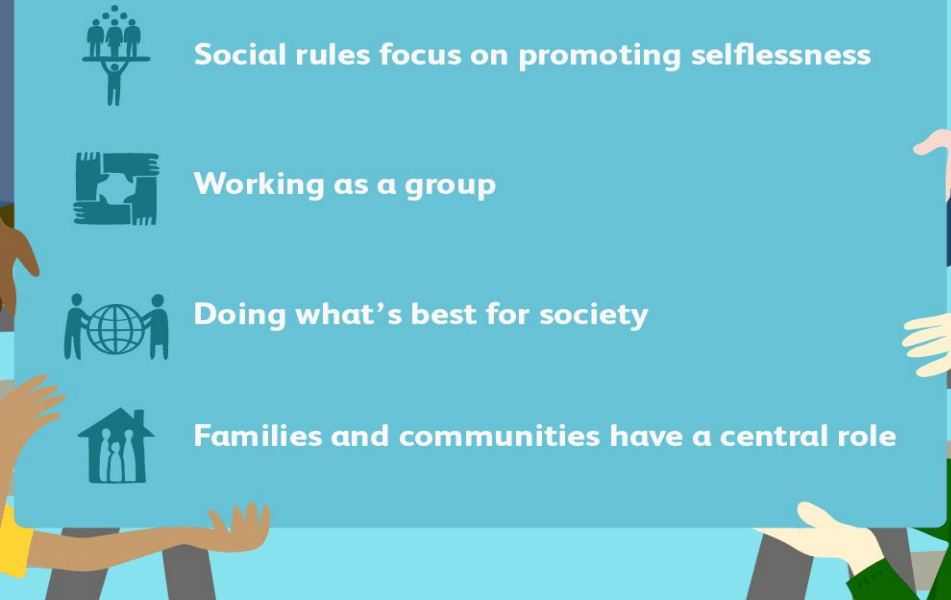 Social rules focus on promoting selflessness
Working as a group
Doing what’s best for society
Families and communities have a central role